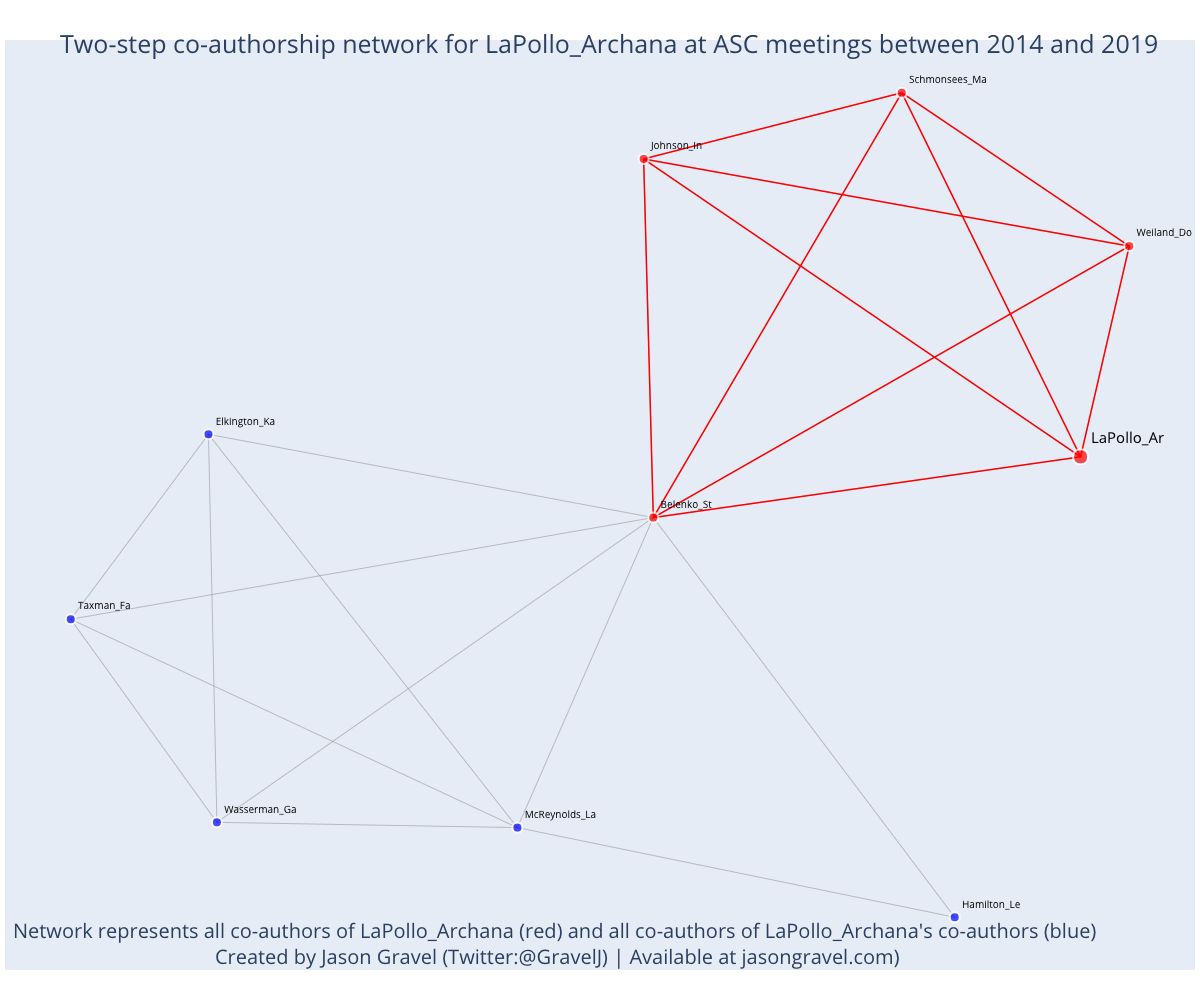 Two-step co-authorship network for LaPollo_Archana at ASC meetings between 2014 and 2019
Schmonsees_Ma
Johnson_In
Weiland_Do
LaPollo_Ar
Elkington_Ka
Belenko_St
Taxman_Fa
Wasserman_Ga
McReynolds_La
Hamilton_Le
Network represents all co-authors of LaPollo_Archana (red) and all co-authors of LaPollo_Archana's co-authors (blue)
Created by Jason Gravel (Twitter:@GravelJ) | Available at jasongravel.com)